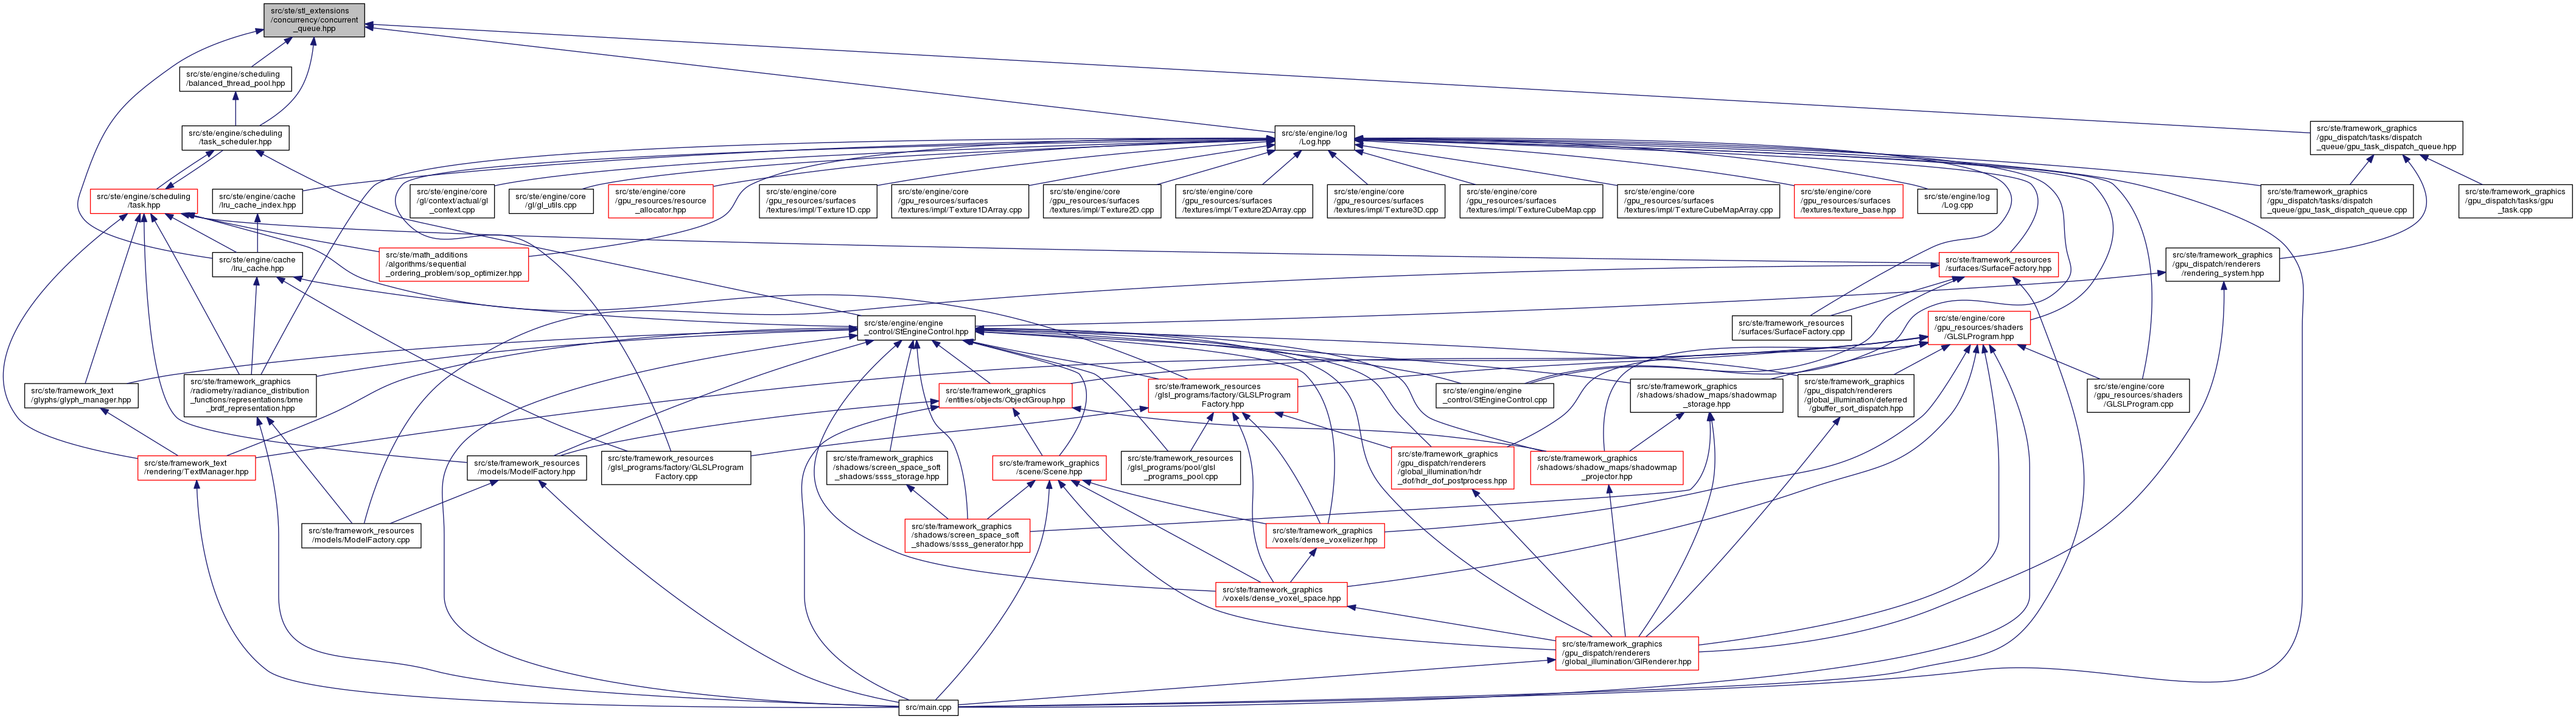 src/ste/stl_extensions
/concurrency/concurrent
_queue.hpp
src/ste/engine/scheduling
/balanced_thread_pool.hpp
src/ste/engine/scheduling
/task_scheduler.hpp
src/ste/engine/log
/Log.hpp
src/ste/framework_graphics
/gpu_dispatch/tasks/dispatch
_queue/gpu_task_dispatch_queue.hpp
src/ste/engine/scheduling
/task.hpp
src/ste/engine/cache
/lru_cache_index.hpp
src/ste/engine/core
/gl/context/actual/gl
_context.cpp
src/ste/engine/core
/gl/gl_utils.cpp
src/ste/engine/core
/gpu_resources/resource
_allocator.hpp
src/ste/engine/core
/gpu_resources/surfaces
/textures/impl/Texture1D.cpp
src/ste/engine/core
/gpu_resources/surfaces
/textures/impl/Texture1DArray.cpp
src/ste/engine/core
/gpu_resources/surfaces
/textures/impl/Texture2D.cpp
src/ste/engine/core
/gpu_resources/surfaces
/textures/impl/Texture2DArray.cpp
src/ste/engine/core
/gpu_resources/surfaces
/textures/impl/Texture3D.cpp
src/ste/engine/core
/gpu_resources/surfaces
/textures/impl/TextureCubeMap.cpp
src/ste/engine/core
/gpu_resources/surfaces
/textures/impl/TextureCubeMapArray.cpp
src/ste/engine/core
/gpu_resources/surfaces
/textures/texture_base.hpp
src/ste/engine/log
/Log.cpp
src/ste/framework_graphics
/gpu_dispatch/tasks/dispatch
_queue/gpu_task_dispatch_queue.cpp
src/ste/framework_graphics
/gpu_dispatch/tasks/gpu
_task.cpp
src/ste/engine/cache
/lru_cache.hpp
src/ste/math_additions
/algorithms/sequential
_ordering_problem/sop_optimizer.hpp
src/ste/framework_resources
/surfaces/SurfaceFactory.hpp
src/ste/framework_graphics
/gpu_dispatch/renderers
/rendering_system.hpp
src/ste/engine/engine
_control/StEngineControl.hpp
src/ste/framework_resources
/surfaces/SurfaceFactory.cpp
src/ste/engine/core
/gpu_resources/shaders
/GLSLProgram.hpp
src/ste/framework_text
/glyphs/glyph_manager.hpp
src/ste/framework_graphics
/radiometry/radiance_distribution
_functions/representations/bme
_brdf_representation.hpp
src/ste/framework_graphics
/entities/objects/ObjectGroup.hpp
src/ste/framework_resources
/glsl_programs/factory/GLSLProgram
Factory.hpp
src/ste/engine/engine
_control/StEngineControl.cpp
src/ste/framework_graphics
/shadows/shadow_maps/shadowmap
_storage.hpp
src/ste/framework_graphics
/gpu_dispatch/renderers
/global_illumination/deferred
/gbuffer_sort_dispatch.hpp
src/ste/engine/core
/gpu_resources/shaders
/GLSLProgram.cpp
src/ste/framework_text
/rendering/TextManager.hpp
src/ste/framework_resources
/models/ModelFactory.hpp
src/ste/framework_resources
/glsl_programs/factory/GLSLProgram
Factory.cpp
src/ste/framework_graphics
/shadows/screen_space_soft
_shadows/ssss_storage.hpp
src/ste/framework_graphics
/scene/Scene.hpp
src/ste/framework_resources
/glsl_programs/pool/glsl
_programs_pool.cpp
src/ste/framework_graphics
/gpu_dispatch/renderers
/global_illumination/hdr
_dof/hdr_dof_postprocess.hpp
src/ste/framework_graphics
/shadows/shadow_maps/shadowmap
_projector.hpp
src/ste/framework_resources
/models/ModelFactory.cpp
src/ste/framework_graphics
/shadows/screen_space_soft
_shadows/ssss_generator.hpp
src/ste/framework_graphics
/voxels/dense_voxelizer.hpp
src/ste/framework_graphics
/voxels/dense_voxel_space.hpp
src/ste/framework_graphics
/gpu_dispatch/renderers
/global_illumination/GIRenderer.hpp
src/main.cpp